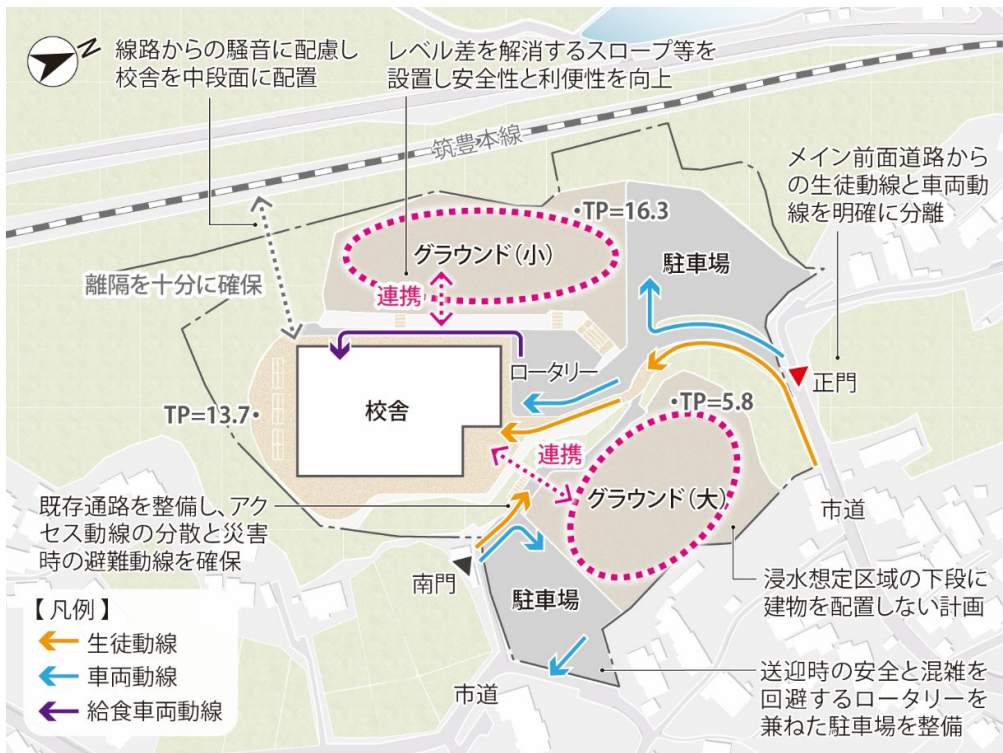 N
線路からの騒音に配慮し
校舎を中段面に配置
レベル差を解消するスロープ等を
設置し安全性と利便性を向上
筑豊本線
メイン前面道路から
の生徒動線と車両動
線を明確に分離
・TP=16.3
グラウンド(小)
駐車場
離隔を十分に確保
連携
ロータリー
正門
・TP=5.8
TP=13.7・
校舎
連携
グラウンド(大)
市道
既存通路を整備し、アク
セス動線の分散と災害
時の避難動線を確保
南門
駐車場
浸水想定区域の下段に
建物を配置しない計画
【凡例】
生徒動線
車両動線
給食車両動線
市道
送迎時の安全と混雑を
回避するロータリーを
兼ねた駐車場を整備